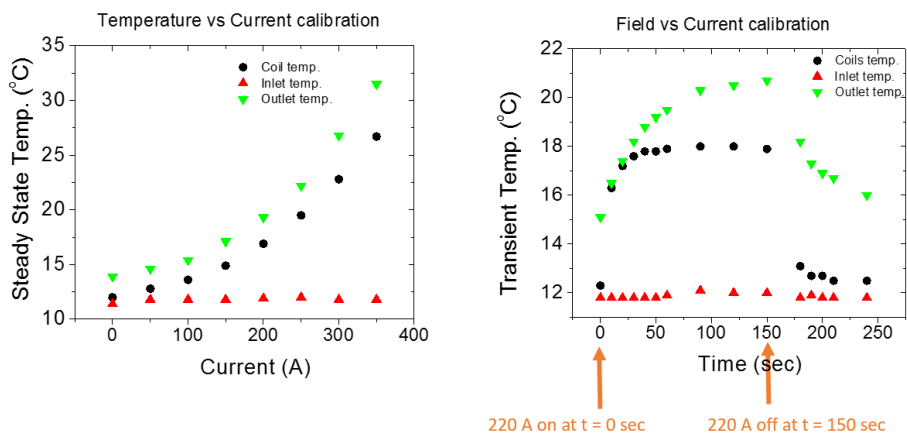 Temperature vs Current calibration
Steady State Temp. (°C)
35
30
25
20
15
10
Coil temp.
Inlet temp.
Outlet temp.
0 100 200 300 400
Current (A)
Field vs Current calibration
Transient Temp. (°C)
22
20
18
16
14
12
Coils temp.
Inlet temp.
Outlet temp.
0 50 100 150 200 250
Time (sec)
220 A on at t = 0 sec
220 A off at t = 150 sec